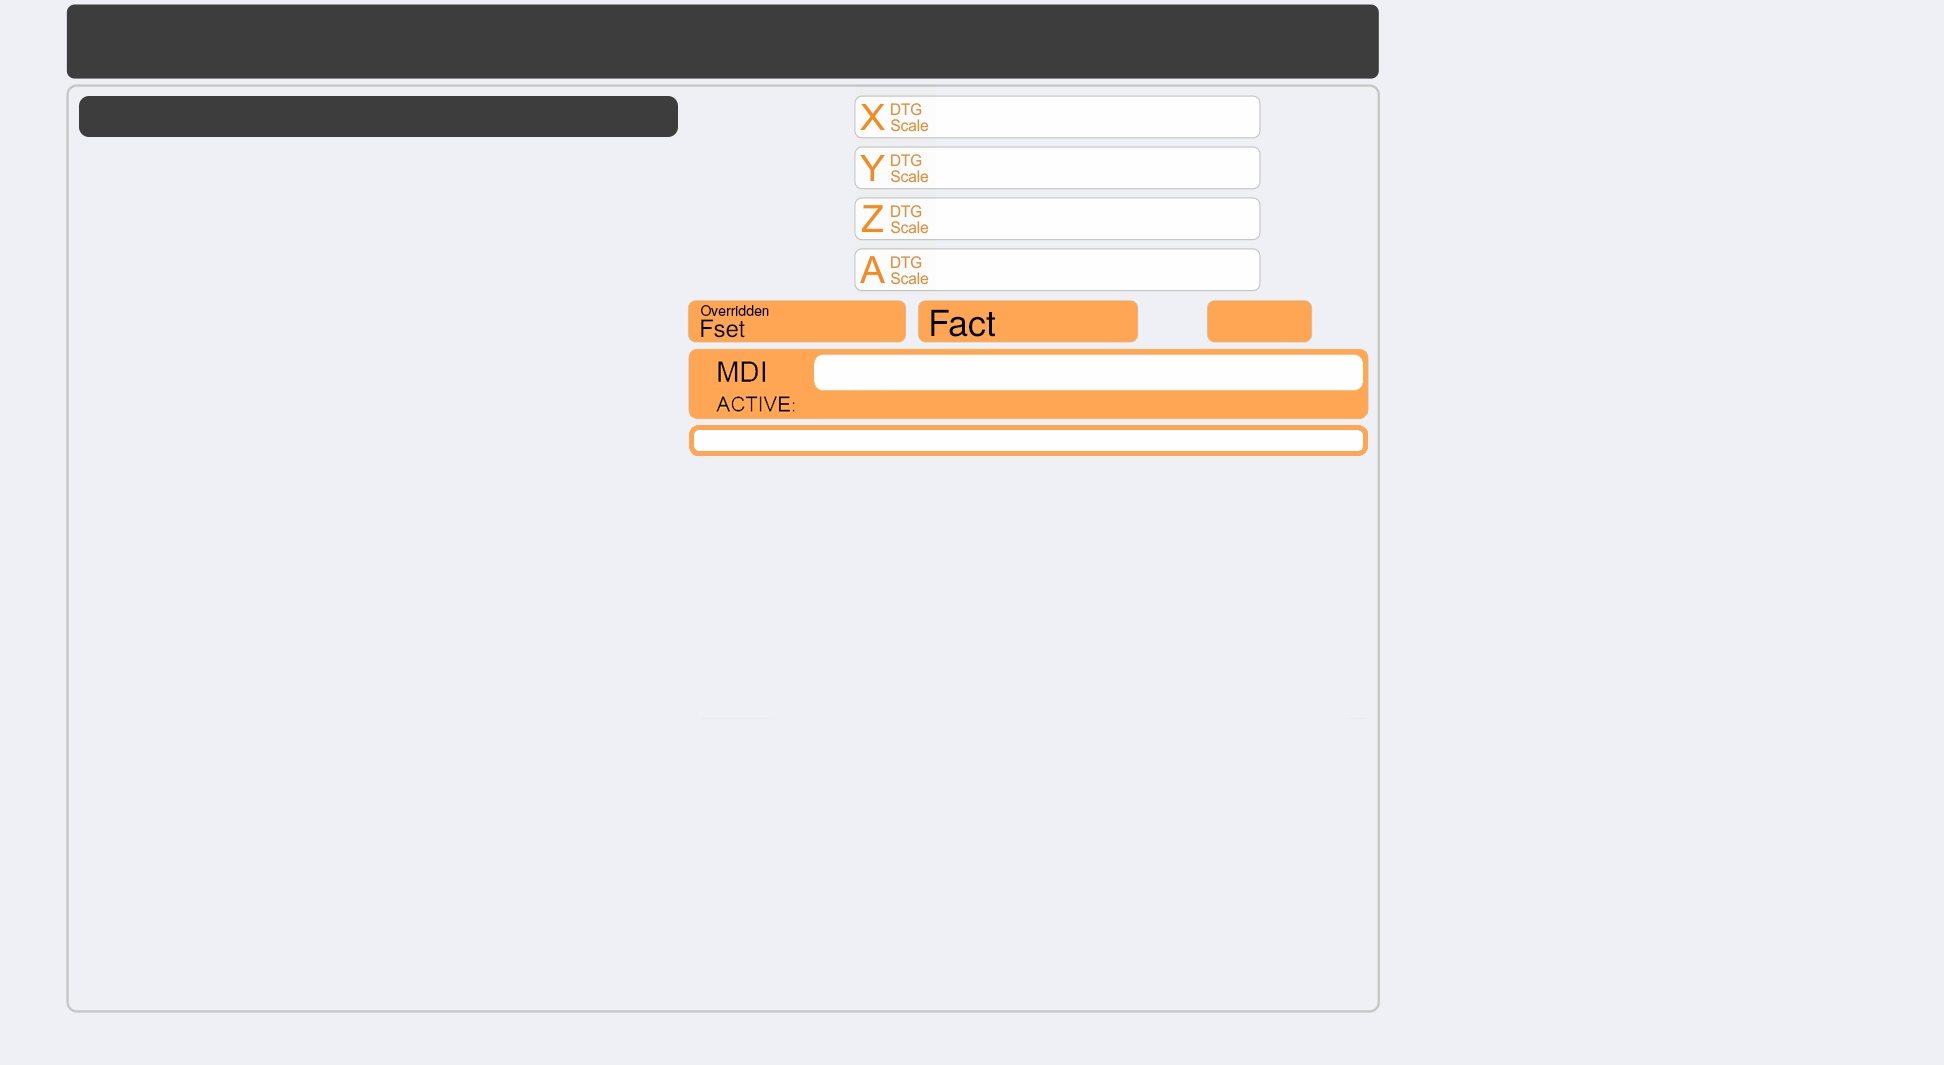 X DTG
Scale
Y DTG
Scale
Z DTG
Scale
A DTG
Scale
Overridden
Fset
Fact
MDI
ACTIVE: